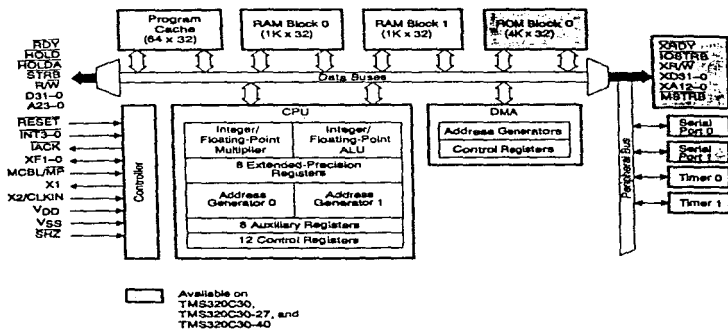 Program
Cache
(64 x 32)
RAM Block 0
(1K x 32)
RAM Block 1
(1K x 32)
ROM Block 0
(4K x 32)
RDY
HOLD
HOLDA
STRB
R/W
D31-0
A23-0
Data Buses
XRDY
IOSTRB
XR/W
XD31-0
XA12-0
MSTRB
RESET
INT3-0
IACK
XF1-0
MCBL/MP
X1
X2/CLKIN
VDD
VSS
SHZ
Controller
CPU
Integer/
Floating-Point
Multiplier
Integer/
Floating-Point
ALU
8 Extended-Precision
Registers
Address
Generator 0
Address
Generator 1
8 Auxiliary Registers
12 Control Registers
DMA
Address Generators
Control Registers
Peripheral Bus
Serial
Port 0
Serial
Port 1
Timer 0
Timer 1
Available on
TMS320C30,
TMS320C30-27, and
TMS320C30-40